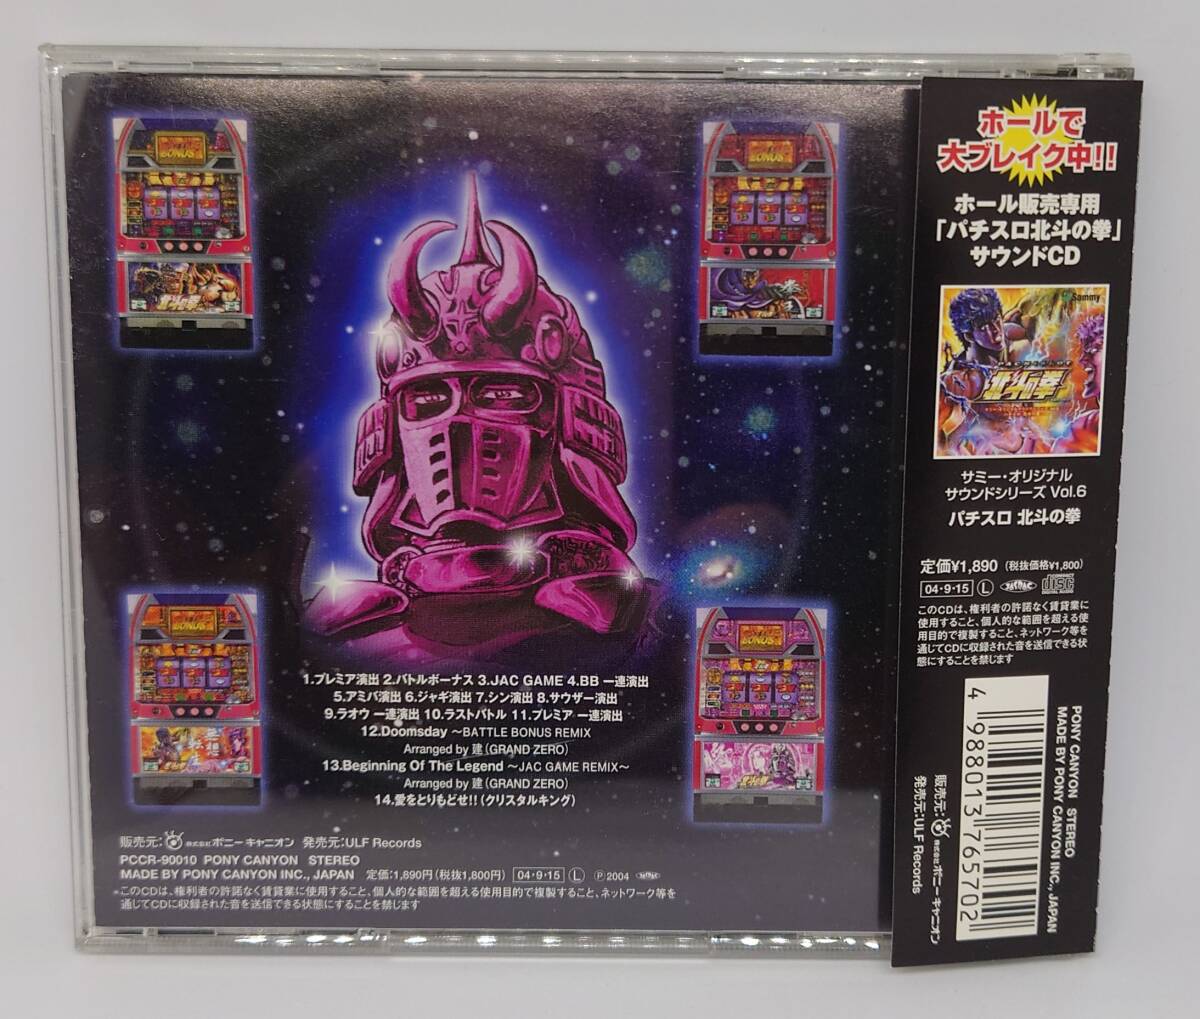 1.プレミア演出 2.バトルボーナス 3.JAC GAME 4.BB 一連演出
5.アミバ演出 6.ジャギ演出 7.シン演出 8.サウザー演出
9.ラオウ 一連演出 10.ラストバトル 11.プレミア 一連演出
12.Doomsday ～BATTLE BONUS REMIX
Arranged by 建(GRAND ZERO)
13.Beginning Of The Legend ～JAC GAME REMIX～
Arranged by 建(GRAND ZERO)
14.愛をとりもどせ!!(クリスタルキング)
販売元: 株式会社ポニーキャニオン 発売元:ULF Records
PCCR-90010 PONY CANYON STEREO
MADE BY PONY CANYON INC., JAPAN 定価:1,890円(税抜1,800円) 04・9・15 L Ⓟ2004 JASRAC
このCDは、権利者の許諾なく賃貸業に使用すること、個人的な範囲を超える使用目的で複製すること、ネットワーク等を
通じてCDに収録された音を送信できる状態にすることを禁じます
ホールで
大ブレイク中!!
ホール販売専用
「パチスロ北斗の拳」
サウンドCD
Sammy
北斗の拳
サミー・オリジナル
サウンドシリーズ Vol.6
パチスロ 北斗の拳
定価¥1,890 (税抜価格¥1,800)
04・9・15 L JASRAC COMPACT disc DIGITAL AUDIO
このCDは、権利者の許諾なく賃貸業に
使用すること、個人的な範囲を超える使
用目的で複製すること、ネットワーク等を
通じてCDに収録された音を送信できる状
態にすることを禁じます
PONY CANYON STEREO
MADE BY PONY CANYON INC., JAPAN
4 988013 765702
販売元: 株式会社ポニーキャニオン
発売元:ULF Records